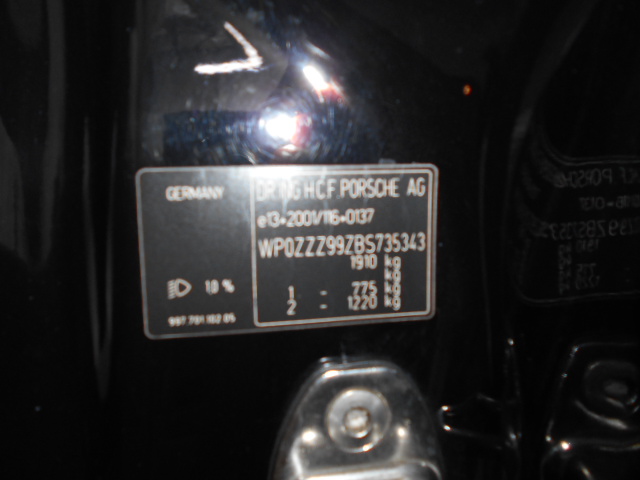 GERMANY
DR.ING.H.C.F.PORSCHE AG
e13*2001/116*0137
WP0ZZZ99ZBS735343
1910 kg
kg
1 - 775 kg
2 - 1220 kg
1,0 %
997.701.102.05